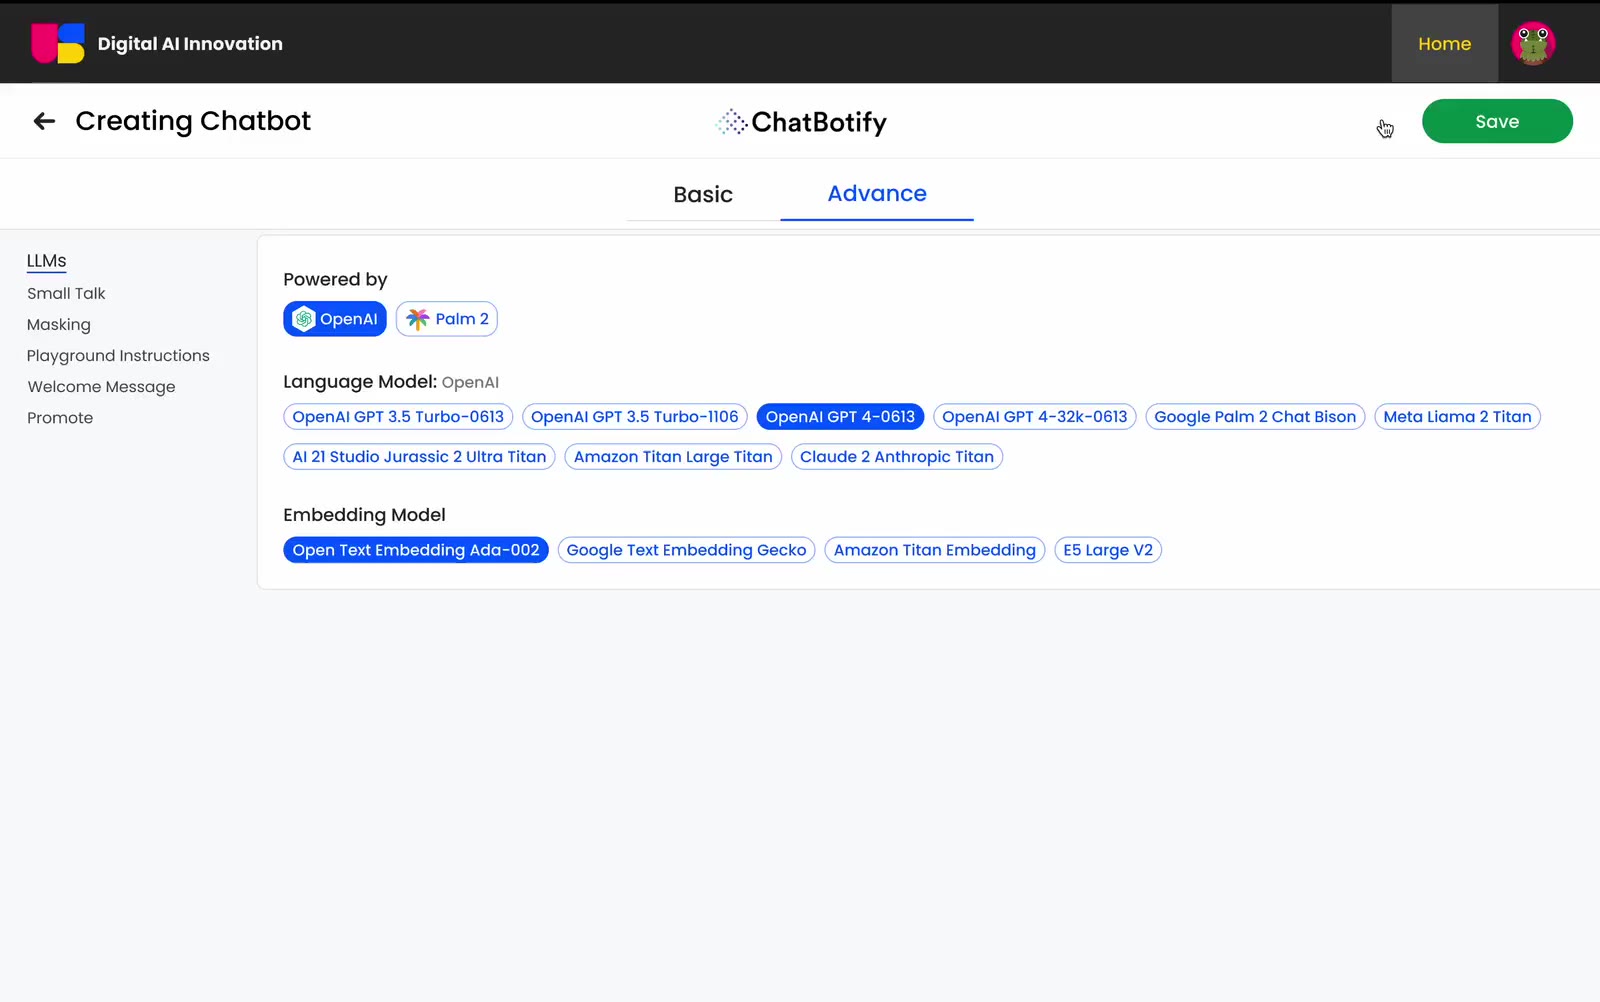 Digital AI Innovation
Home
Creating Chatbot
ChatBotify
Save
Basic
Advance
LLMs
Small Talk
Masking
Playground Instructions
Welcome Message
Promote
Powered by
OpenAI
Palm 2
Language Model: OpenAI
OpenAI GPT 3.5 Turbo-0613
OpenAI GPT 3.5 Turbo-1106
OpenAI GPT 4-0613
OpenAI GPT 4-32k-0613
Google Palm 2 Chat Bison
Meta Liama 2 Titan
AI 21 Studio Jurassic 2 Ultra Titan
Amazon Titan Large Titan
Claude 2 Anthropic Titan
Embedding Model
Open Text Embedding Ada-002
Google Text Embedding Gecko
Amazon Titan Embedding
E5 Large V2